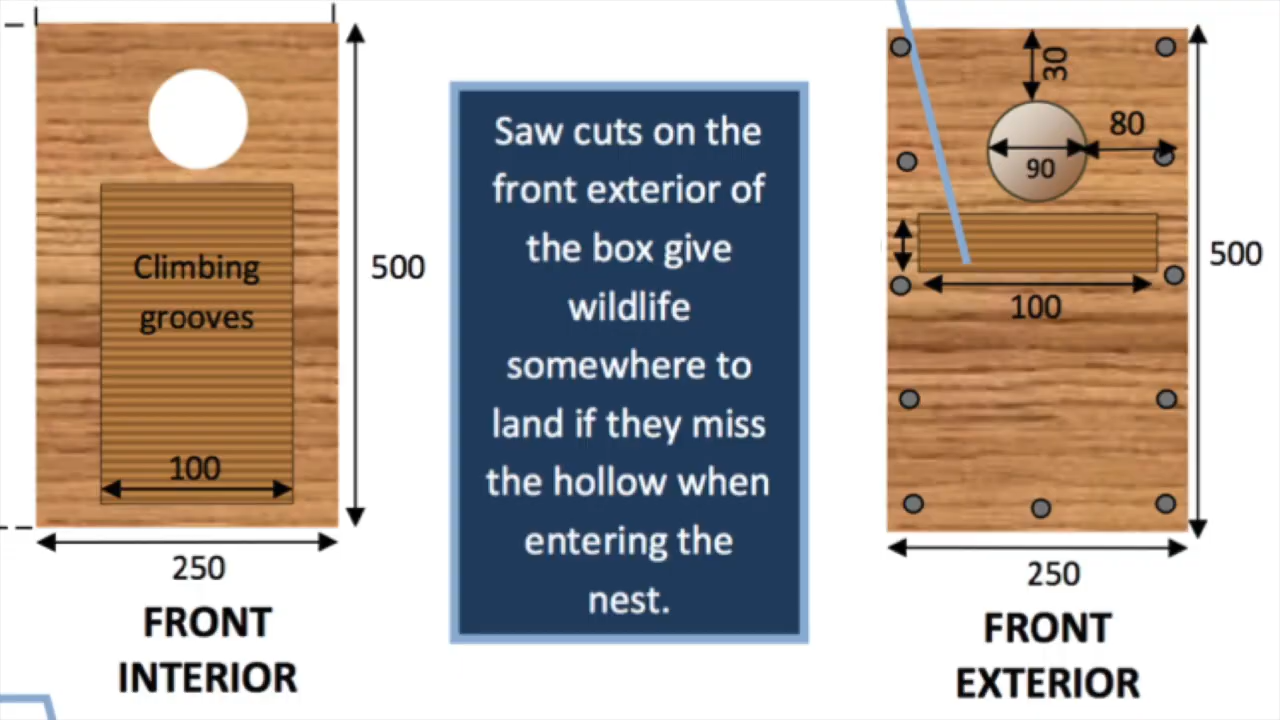 Climbing
grooves
100
500
250
FRONT
INTERIOR
Saw cuts on the
front exterior of
the box give
wildlife
somewhere to
land if they miss
the hollow when
entering the
nest.
30
80
90
100
500
250
FRONT
EXTERIOR